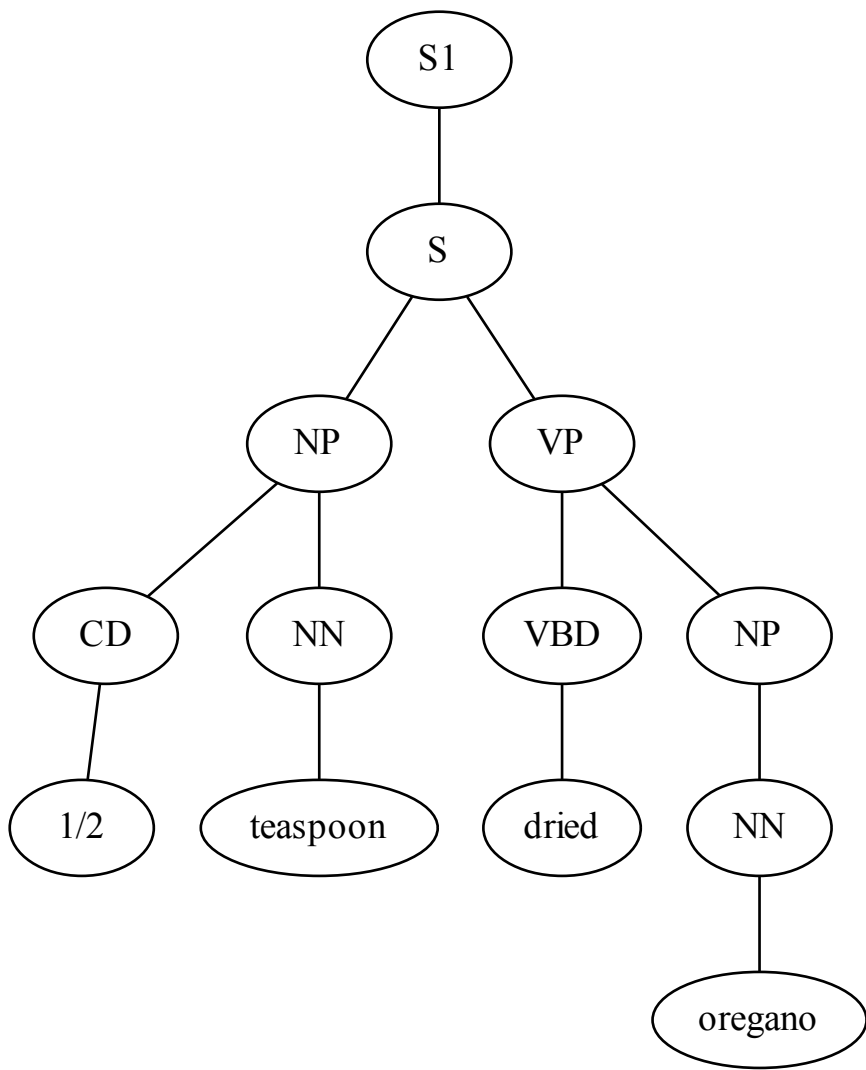 S1
S
NP VP
CD NN VBD NP
1/2 teaspoon dried NN
oregano